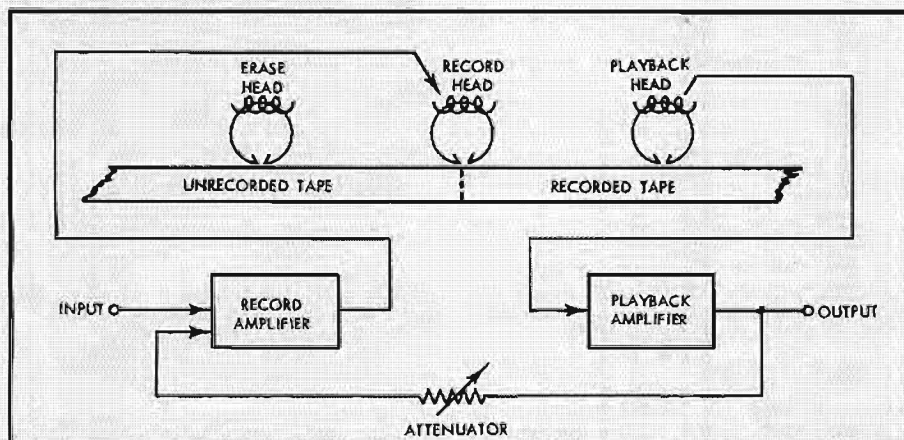 ERASE
HEAD
RECORD
HEAD
PLAYBACK
HEAD
UNRECORDED TAPE
RECORDED TAPE
INPUT
RECORD
AMPLIFIER
PLAYBACK
AMPLIFIER
OUTPUT
ATTENUATOR